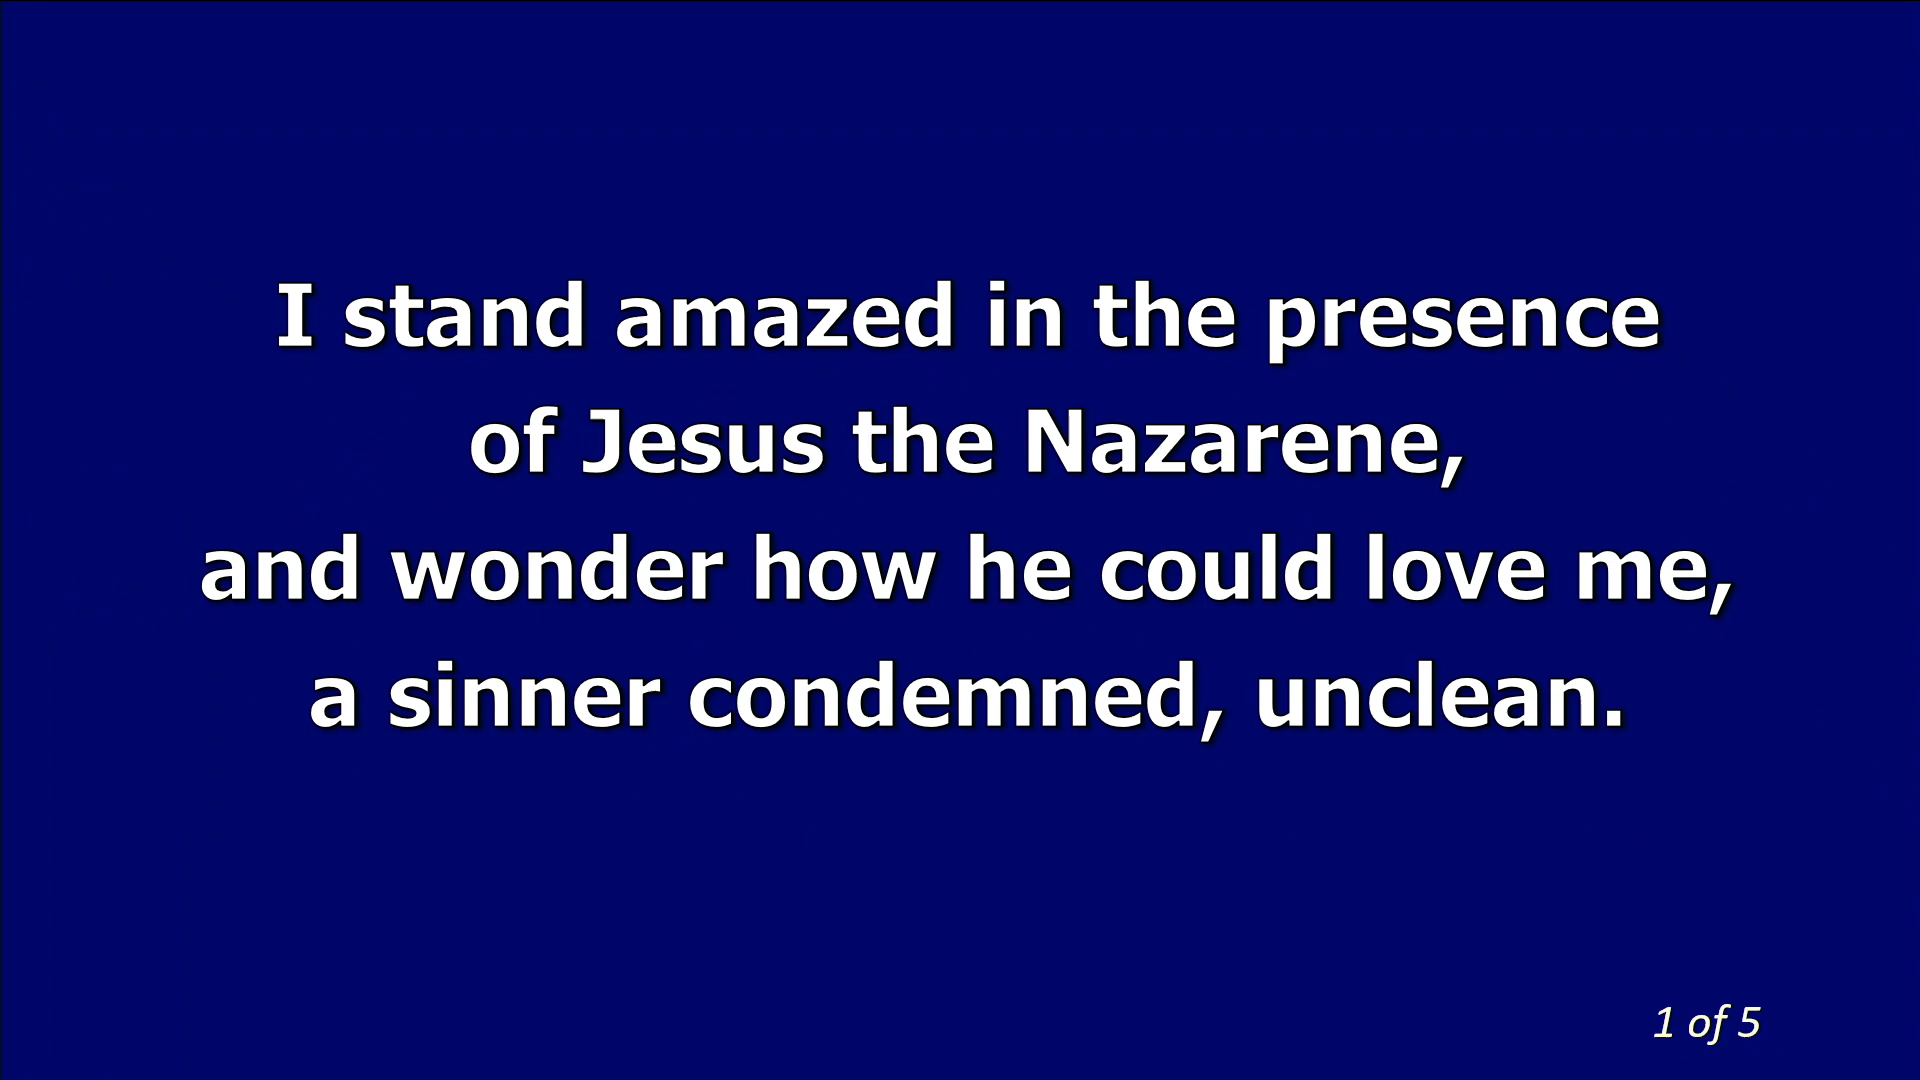 I stand amazed in the presence
of Jesus the Nazarene,
and wonder how he could love me,
a sinner condemned, unclean.
1 of 5